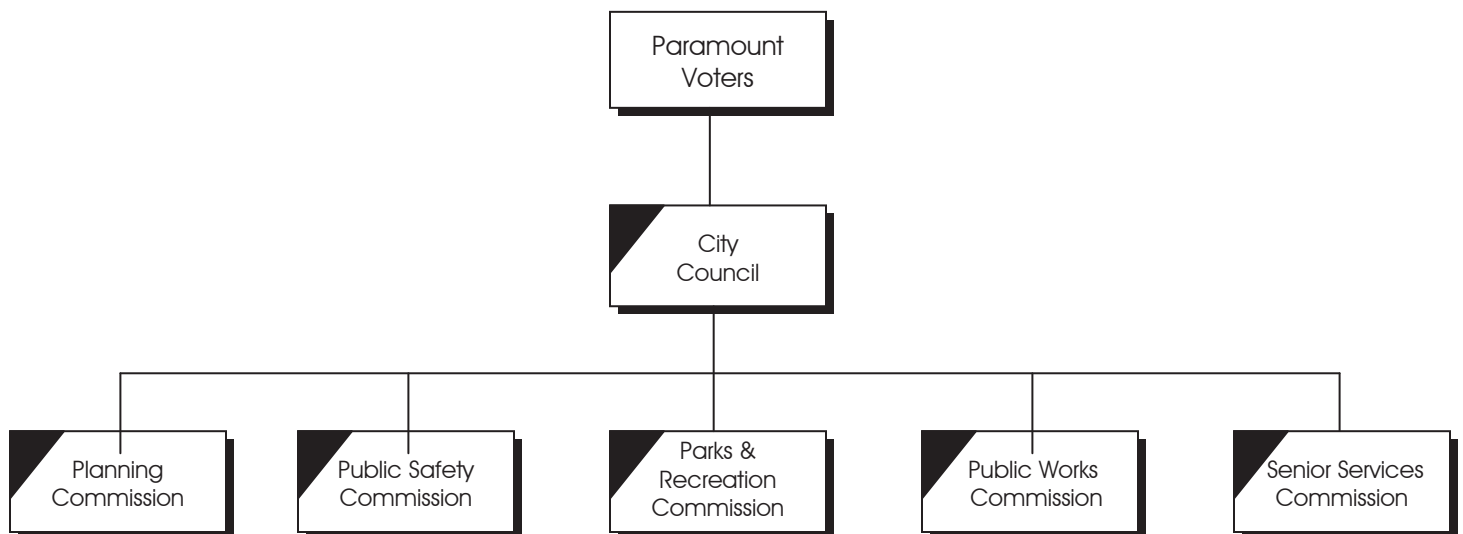 Paramount
Voters
City
Council
Planning
Commission
Public Safety
Commission
Parks &
Recreation
Commission
Public Works
Commission
Senior Services
Commission